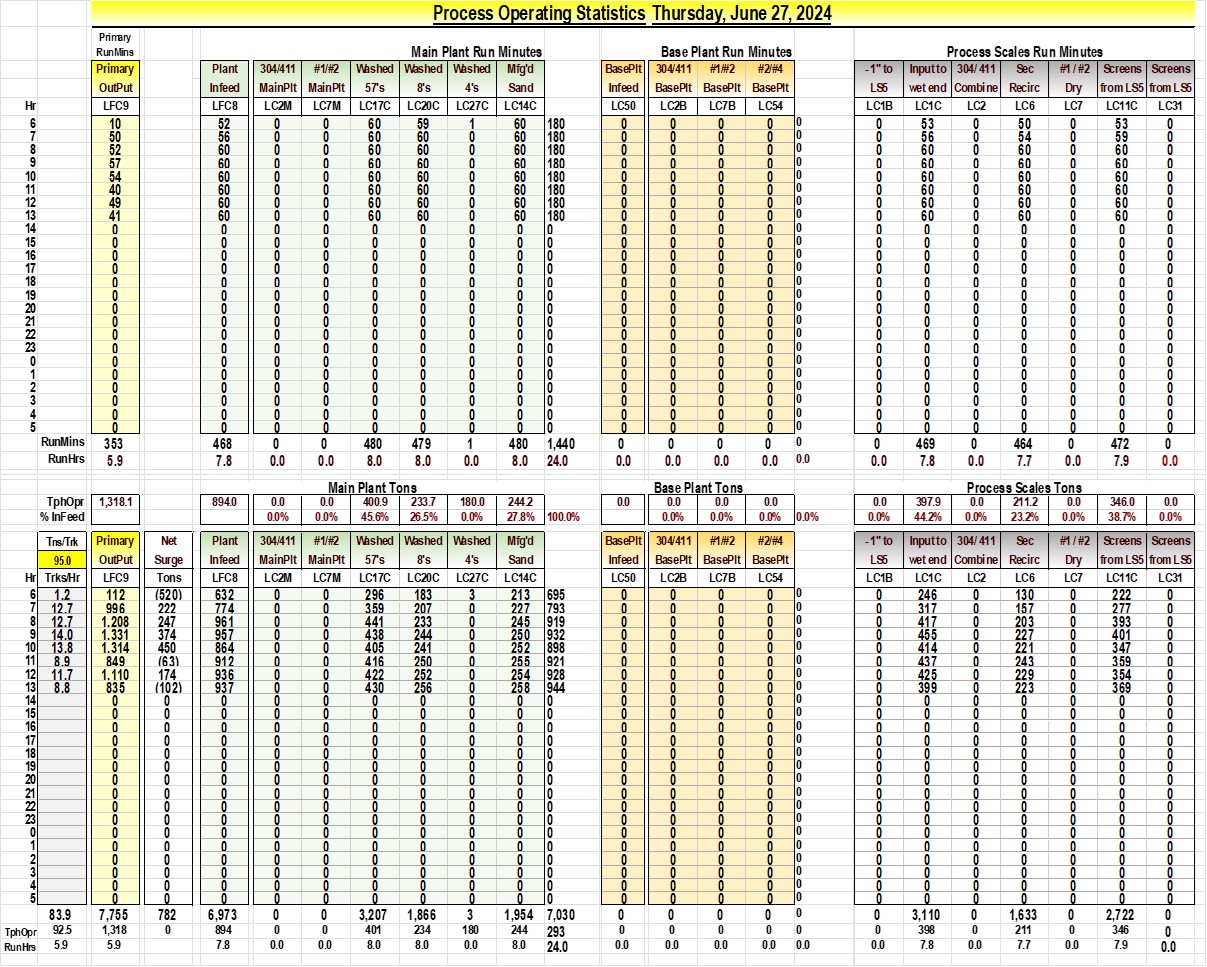 Process Operating Statistics Thursday, June 27, 2024
Primary
RunMins Main Plant Run Minutes Base Plant Run Minutes Process Scales Run Minutes
Primary Plant 304/411 #1/#2 Washed Washed Washed Mfg'd BasePlt 304/411 #1/#2 #2/#4 -1" to Input to 304/ 411 Sec #1 / #2 Screens Screens
OutPut Infeed MainPlt MainPlt 57's 8's 4's Sand Infeed BasePlt BasePlt BasePlt LS5 wet end Combine Recirc Dry from LS5 from LS5
Hr LFC9 LFC8 LC2M LC7M LC17C LC20C LC27C LC14C LC50 LC2B LC7B LC54 LC1B LC1C LC2 LC6 LC7 LC11C LC31
6 10 52 0 0 60 59 1 60 180 0 0 0 0 0 0 53 0 50 0 53 0
7 50 56 0 0 60 60 0 60 180 0 0 0 0 0 0 56 0 54 0 59 0
8 52 60 0 0 60 60 0 60 180 0 0 0 0 0 0 60 0 60 0 60 0
9 57 60 0 0 60 60 0 60 180 0 0 0 0 0 0 60 0 60 0 60 0
10 54 60 0 0 60 60 0 60 180 0 0 0 0 0 0 60 0 60 0 60 0
11 40 60 0 0 60 60 0 60 180 0 0 0 0 0 0 60 0 60 0 60 0
12 49 60 0 0 60 60 0 60 180 0 0 0 0 0 0 60 0 60 0 60 0
13 41 60 0 0 60 60 0 60 180 0 0 0 0 0 0 60 0 60 0 60 0
14 0 0 0 0 0 0 0 0 0 0 0 0 0 0 0 0 0 0 0 0 0
15 0 0 0 0 0 0 0 0 0 0 0 0 0 0 0 0 0 0 0 0 0
16 0 0 0 0 0 0 0 0 0 0 0 0 0 0 0 0 0 0 0 0 0
17 0 0 0 0 0 0 0 0 0 0 0 0 0 0 0 0 0 0 0 0 0
18 0 0 0 0 0 0 0 0 0 0 0 0 0 0 0 0 0 0 0 0 0
19 0 0 0 0 0 0 0 0 0 0 0 0 0 0 0 0 0 0 0 0 0
20 0 0 0 0 0 0 0 0 0 0 0 0 0 0 0 0 0 0 0 0 0
21 0 0 0 0 0 0 0 0 0 0 0 0 0 0 0 0 0 0 0 0 0
22 0 0 0 0 0 0 0 0 0 0 0 0 0 0 0 0 0 0 0 0 0
23 0 0 0 0 0 0 0 0 0 0 0 0 0 0 0 0 0 0 0 0 0
0 0 0 0 0 0 0 0 0 0 0 0 0 0 0 0 0 0 0 0 0 0
1 0 0 0 0 0 0 0 0 0 0 0 0 0 0 0 0 0 0 0 0 0
2 0 0 0 0 0 0 0 0 0 0 0 0 0 0 0 0 0 0 0 0 0
3 0 0 0 0 0 0 0 0 0 0 0 0 0 0 0 0 0 0 0 0 0
4 0 0 0 0 0 0 0 0 0 0 0 0 0 0 0 0 0 0 0 0 0
5 0 0 0 0 0 0 0 0 0 0 0 0 0 0 0 0 0 0 0 0 0
RunMins 353 468 0 0 480 479 1 480 1,440 0 0 0 0 0 0 469 0 464 0 472 0
RunHrs 5.9 7.8 0.0 0.0 8.0 8.0 0.0 8.0 24.0 0.0 0.0 0.0 0.0 0.0 0.0 7.8 0.0 7.7 0.0 7.9 0.0
Main Plant Tons Base Plant Tons Process Scales Tons
TphOpr 1,318.1 894.0 0.0 0.0 400.9 233.7 180.0 244.2 0.0 0.0 0.0 0.0 0.0 397.9 0.0 211.2 0.0 346.0 0.0
% InFeed 0.0% 0.0% 45.6% 26.5% 0.0% 27.8% 100.0% 0.0% 0.0% 0.0% 0.0% 0.0% 44.2% 0.0% 23.2% 0.0% 38.7% 0.0%
Tns/Trk Primary Net Plant 304/411 #1/#2 Washed Washed Washed Mfg'd BasePlt 304/411 #1/#2 #2/#4 -1" to Input to 304/ 411 Sec #1 / #2 Screens Screens
95.0 OutPut Surge Infeed MainPlt MainPlt 57's 8's 4's Sand Infeed BasePlt BasePlt BasePlt LS5 wet end Combine Recirc Dry from LS5 from LS5
Hr Trks/Hr LFC9 Tons LFC8 LC2M LC7M LC17C LC20C LC27C LC14C LC50 LC2B LC7B LC54 LC1B LC1C LC2 LC6 LC7 LC11C LC31
6 1.2 112 (520) 632 0 0 296 183 3 213 695 0 0 0 0 0 0 246 0 130 0 222 0
7 12.7 996 222 774 0 0 359 207 0 227 793 0 0 0 0 0 0 317 0 157 0 277 0
8 12.7 1,208 247 961 0 0 441 233 0 245 919 0 0 0 0 0 0 417 0 203 0 393 0
9 14.0 1,331 374 957 0 0 438 244 0 250 932 0 0 0 0 0 0 455 0 227 0 401 0
10 13.8 1,314 450 864 0 0 405 241 0 252 898 0 0 0 0 0 0 414 0 221 0 347 0
11 8.9 849 (63) 912 0 0 416 250 0 255 921 0 0 0 0 0 0 437 0 243 0 359 0
12 11.7 1,110 174 936 0 0 422 252 0 254 928 0 0 0 0 0 0 425 0 229 0 354 0
13 8.8 835 (102) 937 0 0 430 256 0 258 944 0 0 0 0 0 0 399 0 223 0 369 0
14 0 0 0 0 0 0 0 0 0 0 0 0 0 0 0 0 0 0 0 0 0 0
15 0 0 0 0 0 0 0 0 0 0 0 0 0 0 0 0 0 0 0 0 0 0
16 0 0 0 0 0 0 0 0 0 0 0 0 0 0 0 0 0 0 0 0 0 0
17 0 0 0 0 0 0 0 0 0 0 0 0 0 0 0 0 0 0 0 0 0 0
18 0 0 0 0 0 0 0 0 0 0 0 0 0 0 0 0 0 0 0 0 0 0
19 0 0 0 0 0 0 0 0 0 0 0 0 0 0 0 0 0 0 0 0 0 0
20 0 0 0 0 0 0 0 0 0 0 0 0 0 0 0 0 0 0 0 0 0 0
21 0 0 0 0 0 0 0 0 0 0 0 0 0 0 0 0 0 0 0 0 0 0
22 0 0 0 0 0 0 0 0 0 0 0 0 0 0 0 0 0 0 0 0 0 0
23 0 0 0 0 0 0 0 0 0 0 0 0 0 0 0 0 0 0 0 0 0 0
0 0 0 0 0 0 0 0 0 0 0 0 0 0 0 0 0 0 0 0 0 0 0
1 0 0 0 0 0 0 0 0 0 0 0 0 0 0 0 0 0 0 0 0 0 0
2 0 0 0 0 0 0 0 0 0 0 0 0 0 0 0 0 0 0 0 0 0 0
3 0 0 0 0 0 0 0 0 0 0 0 0 0 0 0 0 0 0 0 0 0 0
4 0 0 0 0 0 0 0 0 0 0 0 0 0 0 0 0 0 0 0 0 0 0
5 0 0 0 0 0 0 0 0 0 0 0 0 0 0 0 0 0 0 0 0 0 0
83.9 7,755 782 6,973 0 0 3,207 1,866 3 1,954 7,030 0 0 0 0 0 0 3,110 0 1,633 0 2,722 0
TphOpr 92.5 1,318 0 894 0 0 401 234 180 244 293 0 0 0 0 0 0 398 0 211 0 346 0
RunHrs 5.9 5.9 7.8 0.0 0.0 8.0 8.0 0.0 8.0 24.0 0.0 0.0 0.0 0.0 0.0 0.0 7.8 0.0 7.7 0.0 7.9 0.0